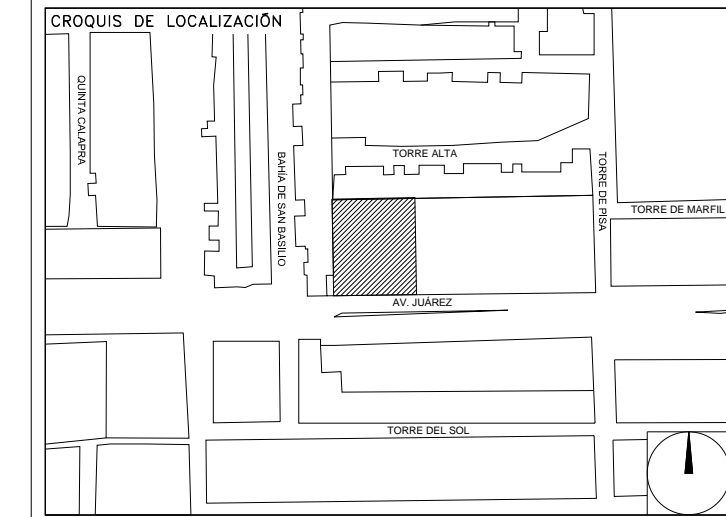 CROQUIS DE LOCALIZACIÓN
QUINTA CALAPRA
BAHÍA DE SAN BASILIO
TORRE ALTA
TORRE DE PISA
TORRE DE MARFIL
AV. JUÁREZ
TORRE DEL SOL